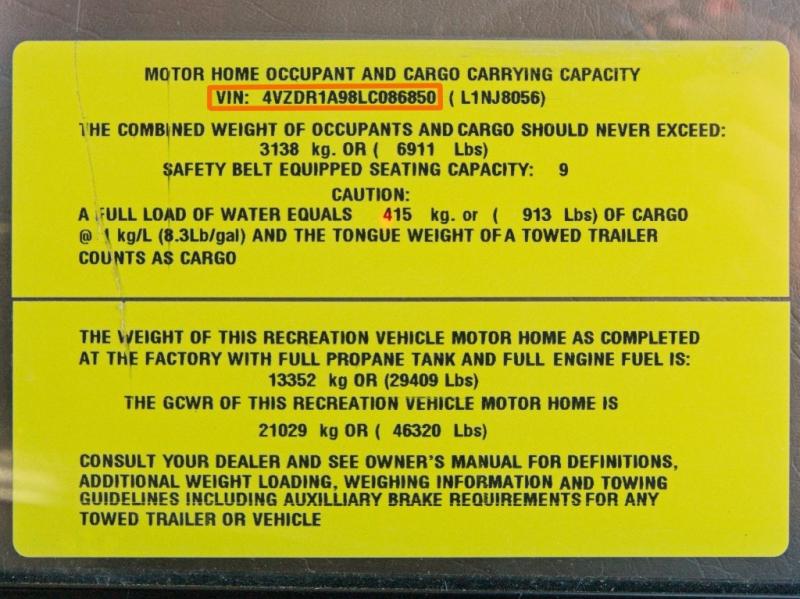 MOTOR HOME OCCUPANT AND CARGO CARRYING CAPACITY
VIN: 4VZDR1A98LC086850 ( L1NJ8056)
THE COMBINED WEIGHT OF OCCUPANTS AND CARGO SHOULD NEVER EXCEED:
3138 kg. OR ( 6911 Lbs)
SAFETY BELT EQUIPPED SEATING CAPACITY: 9
CAUTION:
A FULL LOAD OF WATER EQUALS 415 kg. or ( 913 Lbs) OF CARGO
@ 1 kg/L (8.3Lb/gal) AND THE TONGUE WEIGHT OF A TOWED TRAILER
COUNTS AS CARGO
THE WEIGHT OF THIS RECREATION VEHICLE MOTOR HOME AS COMPLETED
AT THE FACTORY WITH FULL PROPANE TANK AND FULL ENGINE FUEL IS:
13352 kg OR (29409 Lbs)
THE GCWR OF THIS RECREATION VEHICLE MOTOR HOME IS
21029 kg OR ( 46320 Lbs)
CONSULT YOUR DEALER AND SEE OWNER'S MANUAL FOR DEFINITIONS,
ADDITIONAL WEIGHT LOADING, WEIGHING INFORMATION AND TOWING
GUIDELINES INCLUDING AUXILLIARY BRAKE REQUIREMENTS FOR ANY
TOWED TRAILER OR VEHICLE